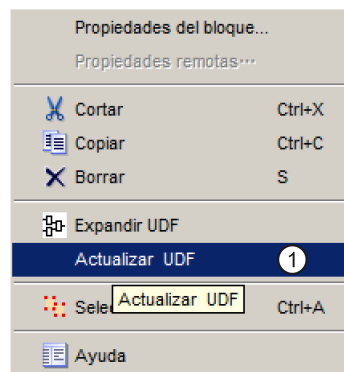 Propiedades del bloque...
Propiedades remotas...
Cortar Ctrl+X
Copiar Ctrl+C
Borrar S
Expandir UDF
Actualizar UDF 1
Actualizar UDF
Ctrl+A
Ayuda